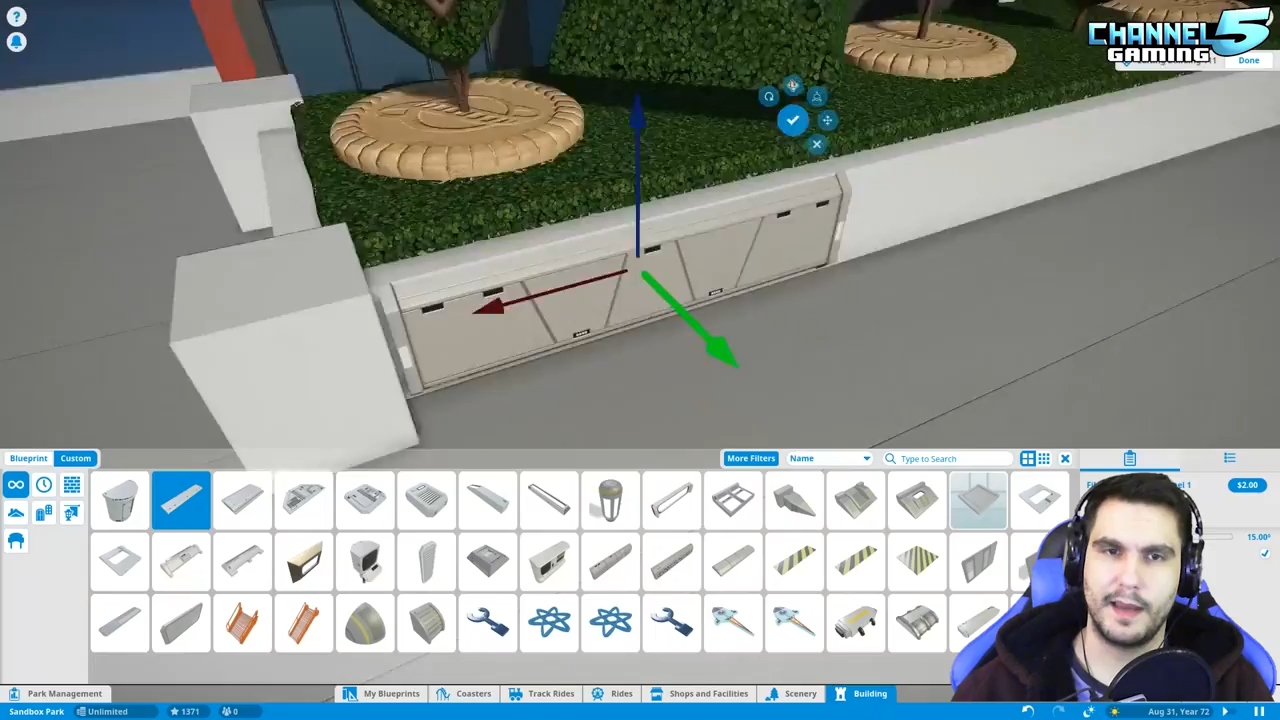 CHANNEL 5
GAMING
Done
Blueprint
Custom
More Filters
Name
Type to Search
$2.00
15.00°
Park Management
My Blueprints
Coasters
Track Rides
Rides
Shops and Facilities
Scenery
Building
Sandbox Park
Unlimited
1371
0
Aug 31, Year 72